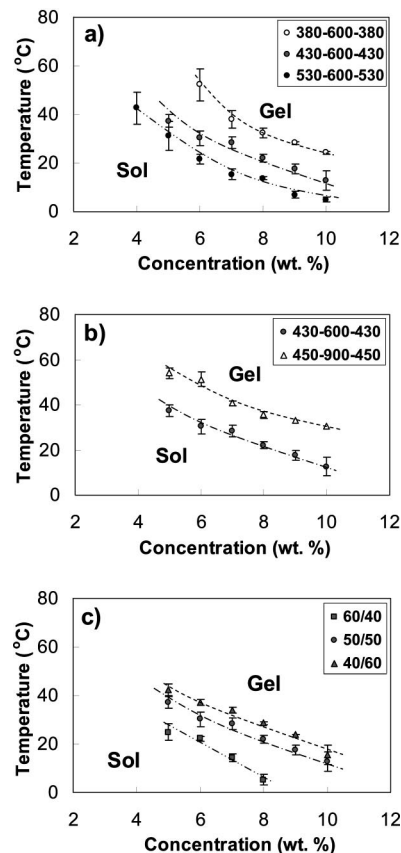 a)
380-600-380
430-600-430
530-600-530
Gel
Sol
Temperature (°C)
80
60
40
20
0
2 4 6 8 10
Concentration (wt. %)
b)
430-600-430
450-900-450
Gel
Sol
Temperature (°C)
80
60
40
20
0
2 4 6 8 10
Concentration (wt. %)
c)
60/40
50/50
40/60
Gel
Sol
Temperature (°C)
80
60
40
20
0
2 4 6 8 10
Concentration (wt. %)